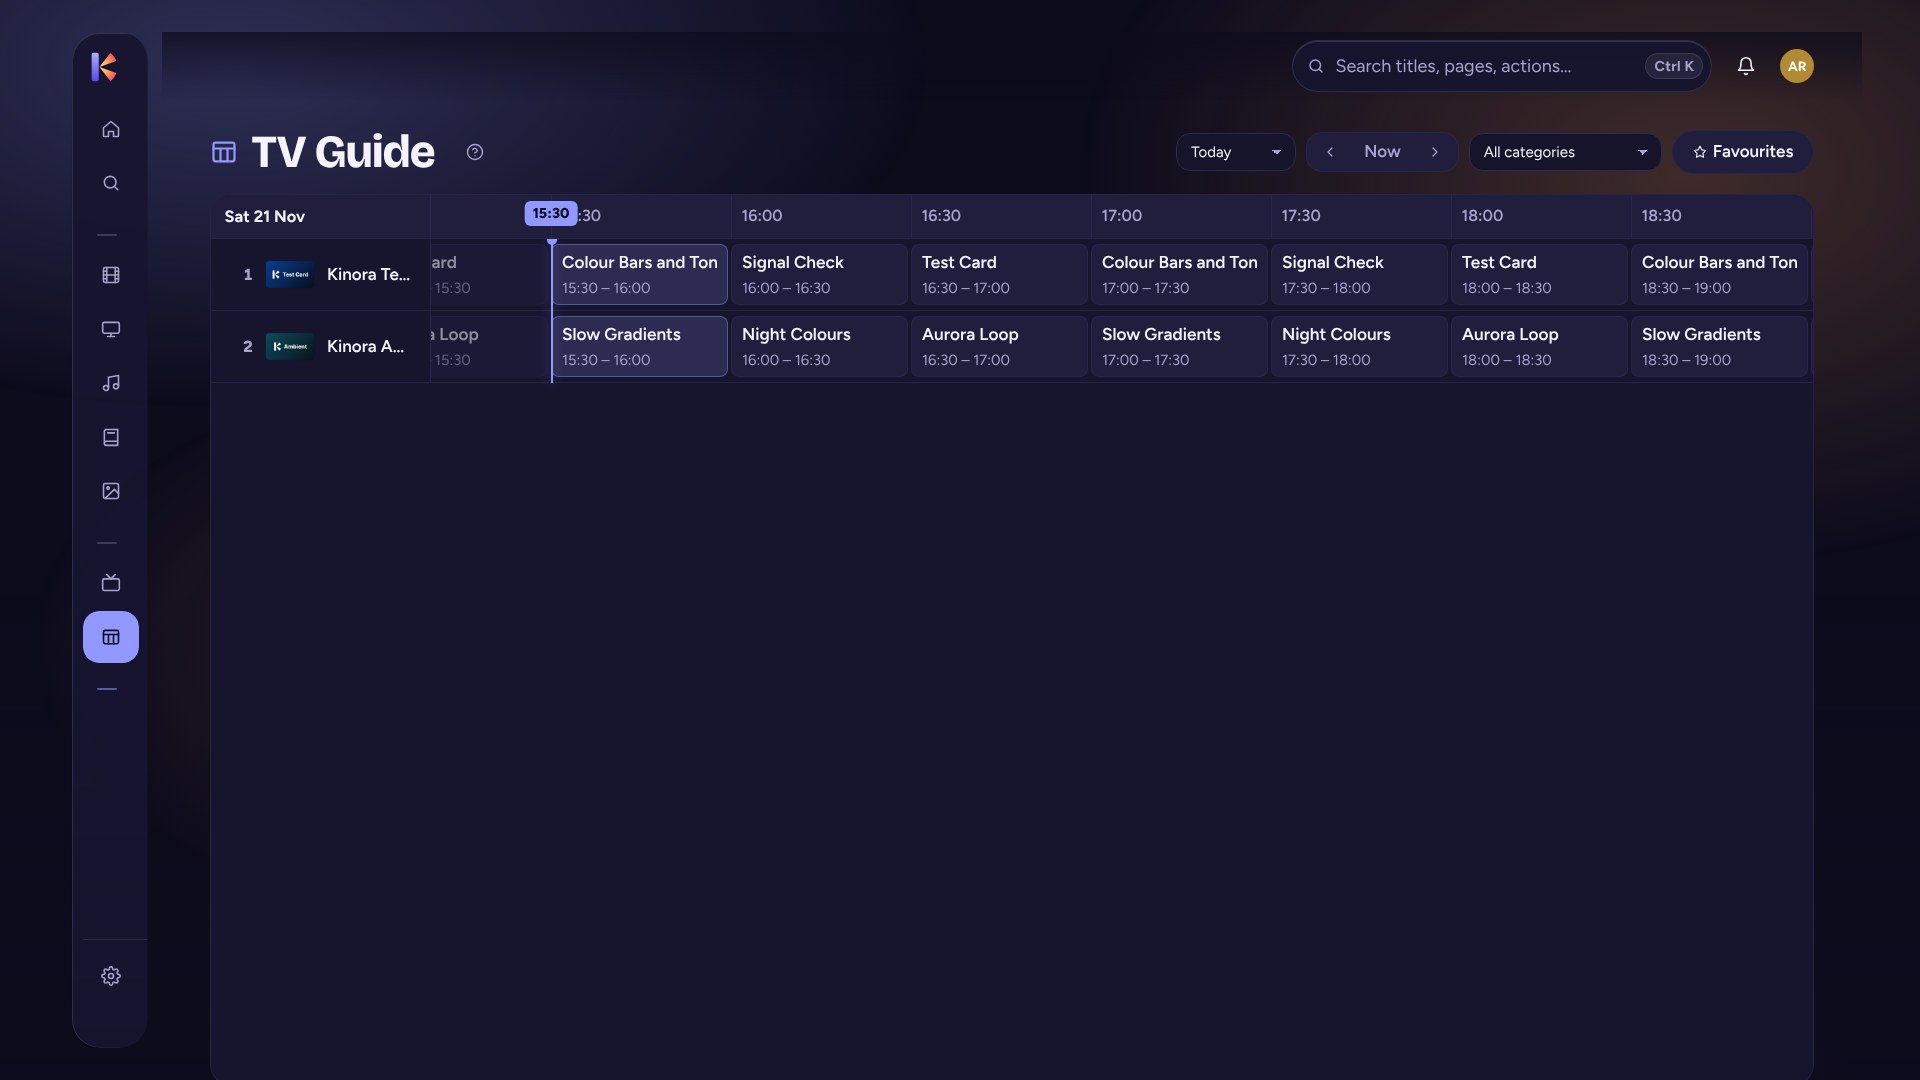 Search titles, pages, actions...
Ctrl K
AR
TV Guide
Today
Now
All categories
Favourites
Sat 21 Nov
15:30
:30
16:00
16:30
17:00
17:30
18:00
18:30
1
Test Card
Kinora Te...
ard
15:30
Colour Bars and Ton
15:30 – 16:00
Signal Check
16:00 – 16:30
Test Card
16:30 – 17:00
Colour Bars and Ton
17:00 – 17:30
Signal Check
17:30 – 18:00
Test Card
18:00 – 18:30
Colour Bars and Ton
18:30 – 19:00
2
Ambient
Kinora A...
a Loop
15:30
Slow Gradients
15:30 – 16:00
Night Colours
16:00 – 16:30
Aurora Loop
16:30 – 17:00
Slow Gradients
17:00 – 17:30
Night Colours
17:30 – 18:00
Aurora Loop
18:00 – 18:30
Slow Gradients
18:30 – 19:00